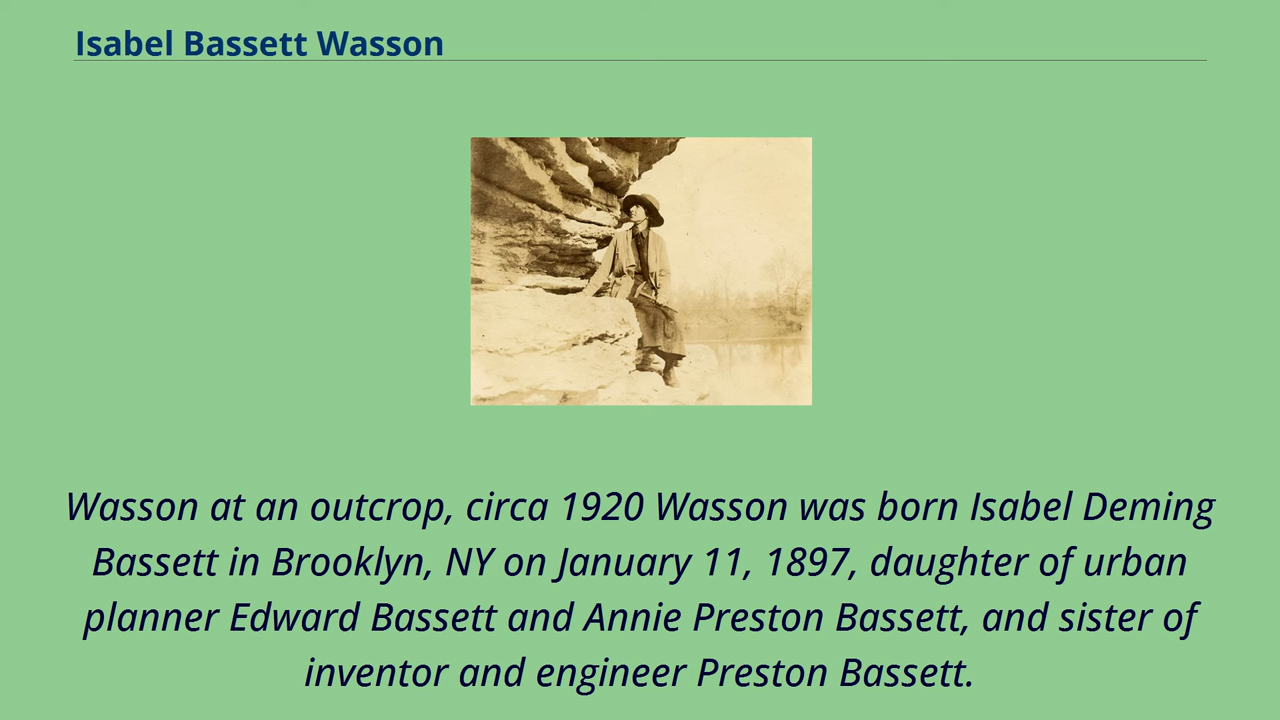 Isabel Bassett Wasson
Wasson at an outcrop, circa 1920 Wasson was born Isabel Deming
Bassett in Brooklyn, NY on January 11, 1897, daughter of urban
planner Edward Bassett and Annie Preston Bassett, and sister of
inventor and engineer Preston Bassett.